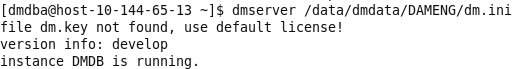 [dmdba@host-10-144-65-13 ~]$ dmserver /data/dmdata/DAMENG/dm.ini
file dm.key not found, use default license!
version info: develop
instance DMDB is running.